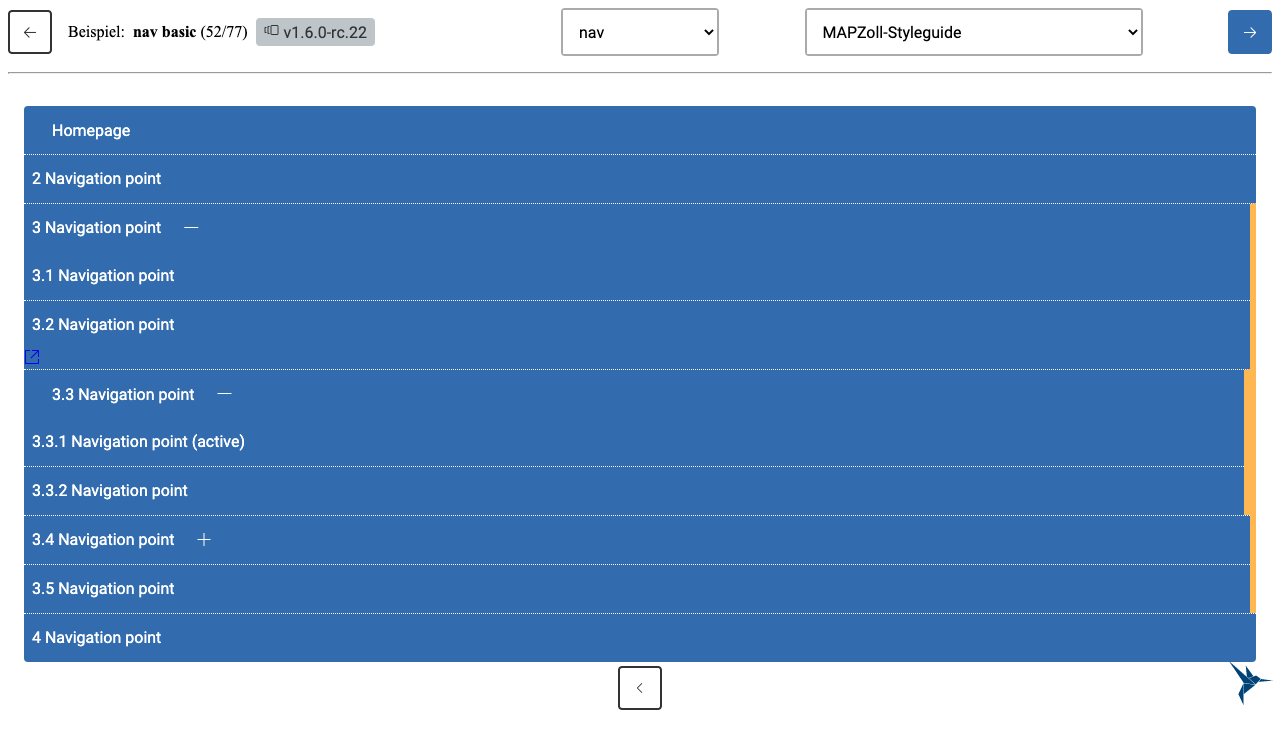 Beispiel: nav basic (52/77) v1.6.0-rc.22 nav MAPZoll-Styleguide
Homepage
2 Navigation point
3 Navigation point
3.1 Navigation point
3.2 Navigation point
3.3 Navigation point
3.3.1 Navigation point (active)
3.3.2 Navigation point
3.4 Navigation point
3.5 Navigation point
4 Navigation point